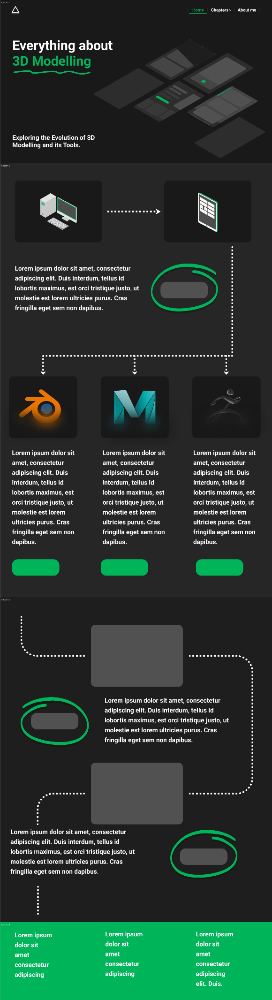 Section 1
Home
Chapters
About me
Everything about
3D Modelling
Exploring the Evolution of 3D
Modelling and its Tools.
Section 2
Lorem ipsum dolor sit amet, consectetur
adipiscing elit. Duis interdum, tellus id
lobortis maximus, est orci tristique justo, ut
molestie est lorem ultricies purus. Cras
fringilla eget sem non dapibus.
Lorem ipsum dolor sit
amet, consectetur
adipiscing elit. Duis
interdum, tellus id
lobortis maximus, est
orci tristique justo, ut
molestie est lorem
ultricies purus. Cras
fringilla eget sem non
dapibus.
Lorem ipsum dolor sit
amet, consectetur
adipiscing elit. Duis
interdum, tellus id
lobortis maximus, est
orci tristique justo, ut
molestie est lorem
ultricies purus. Cras
fringilla eget sem non
dapibus.
Lorem ipsum dolor sit
amet, consectetur
adipiscing elit. Duis
interdum, tellus id
lobortis maximus, est
orci tristique justo, ut
molestie est lorem
ultricies purus. Cras
fringilla eget sem non
dapibus.
Section 3
Lorem ipsum dolor sit amet, consectetur
adipiscing elit. Duis interdum, tellus id
lobortis maximus, est orci tristique justo, ut
molestie est lorem ultricies purus. Cras
fringilla eget sem non dapibus.
Lorem ipsum dolor sit amet, consectetur
adipiscing elit. Duis interdum, tellus id
lobortis maximus, est orci tristique justo, ut
molestie est lorem ultricies purus. Cras
fringilla eget sem non dapibus.
Section 4
Lorem ipsum
dolor sit
amet
consectetur
adipiscing
Lorem ipsum
dolor sit
amet
consectetur
adipiscing
Lorem ipsum
dolor sit
amet
consectetur
adipiscing
elit. Duis.